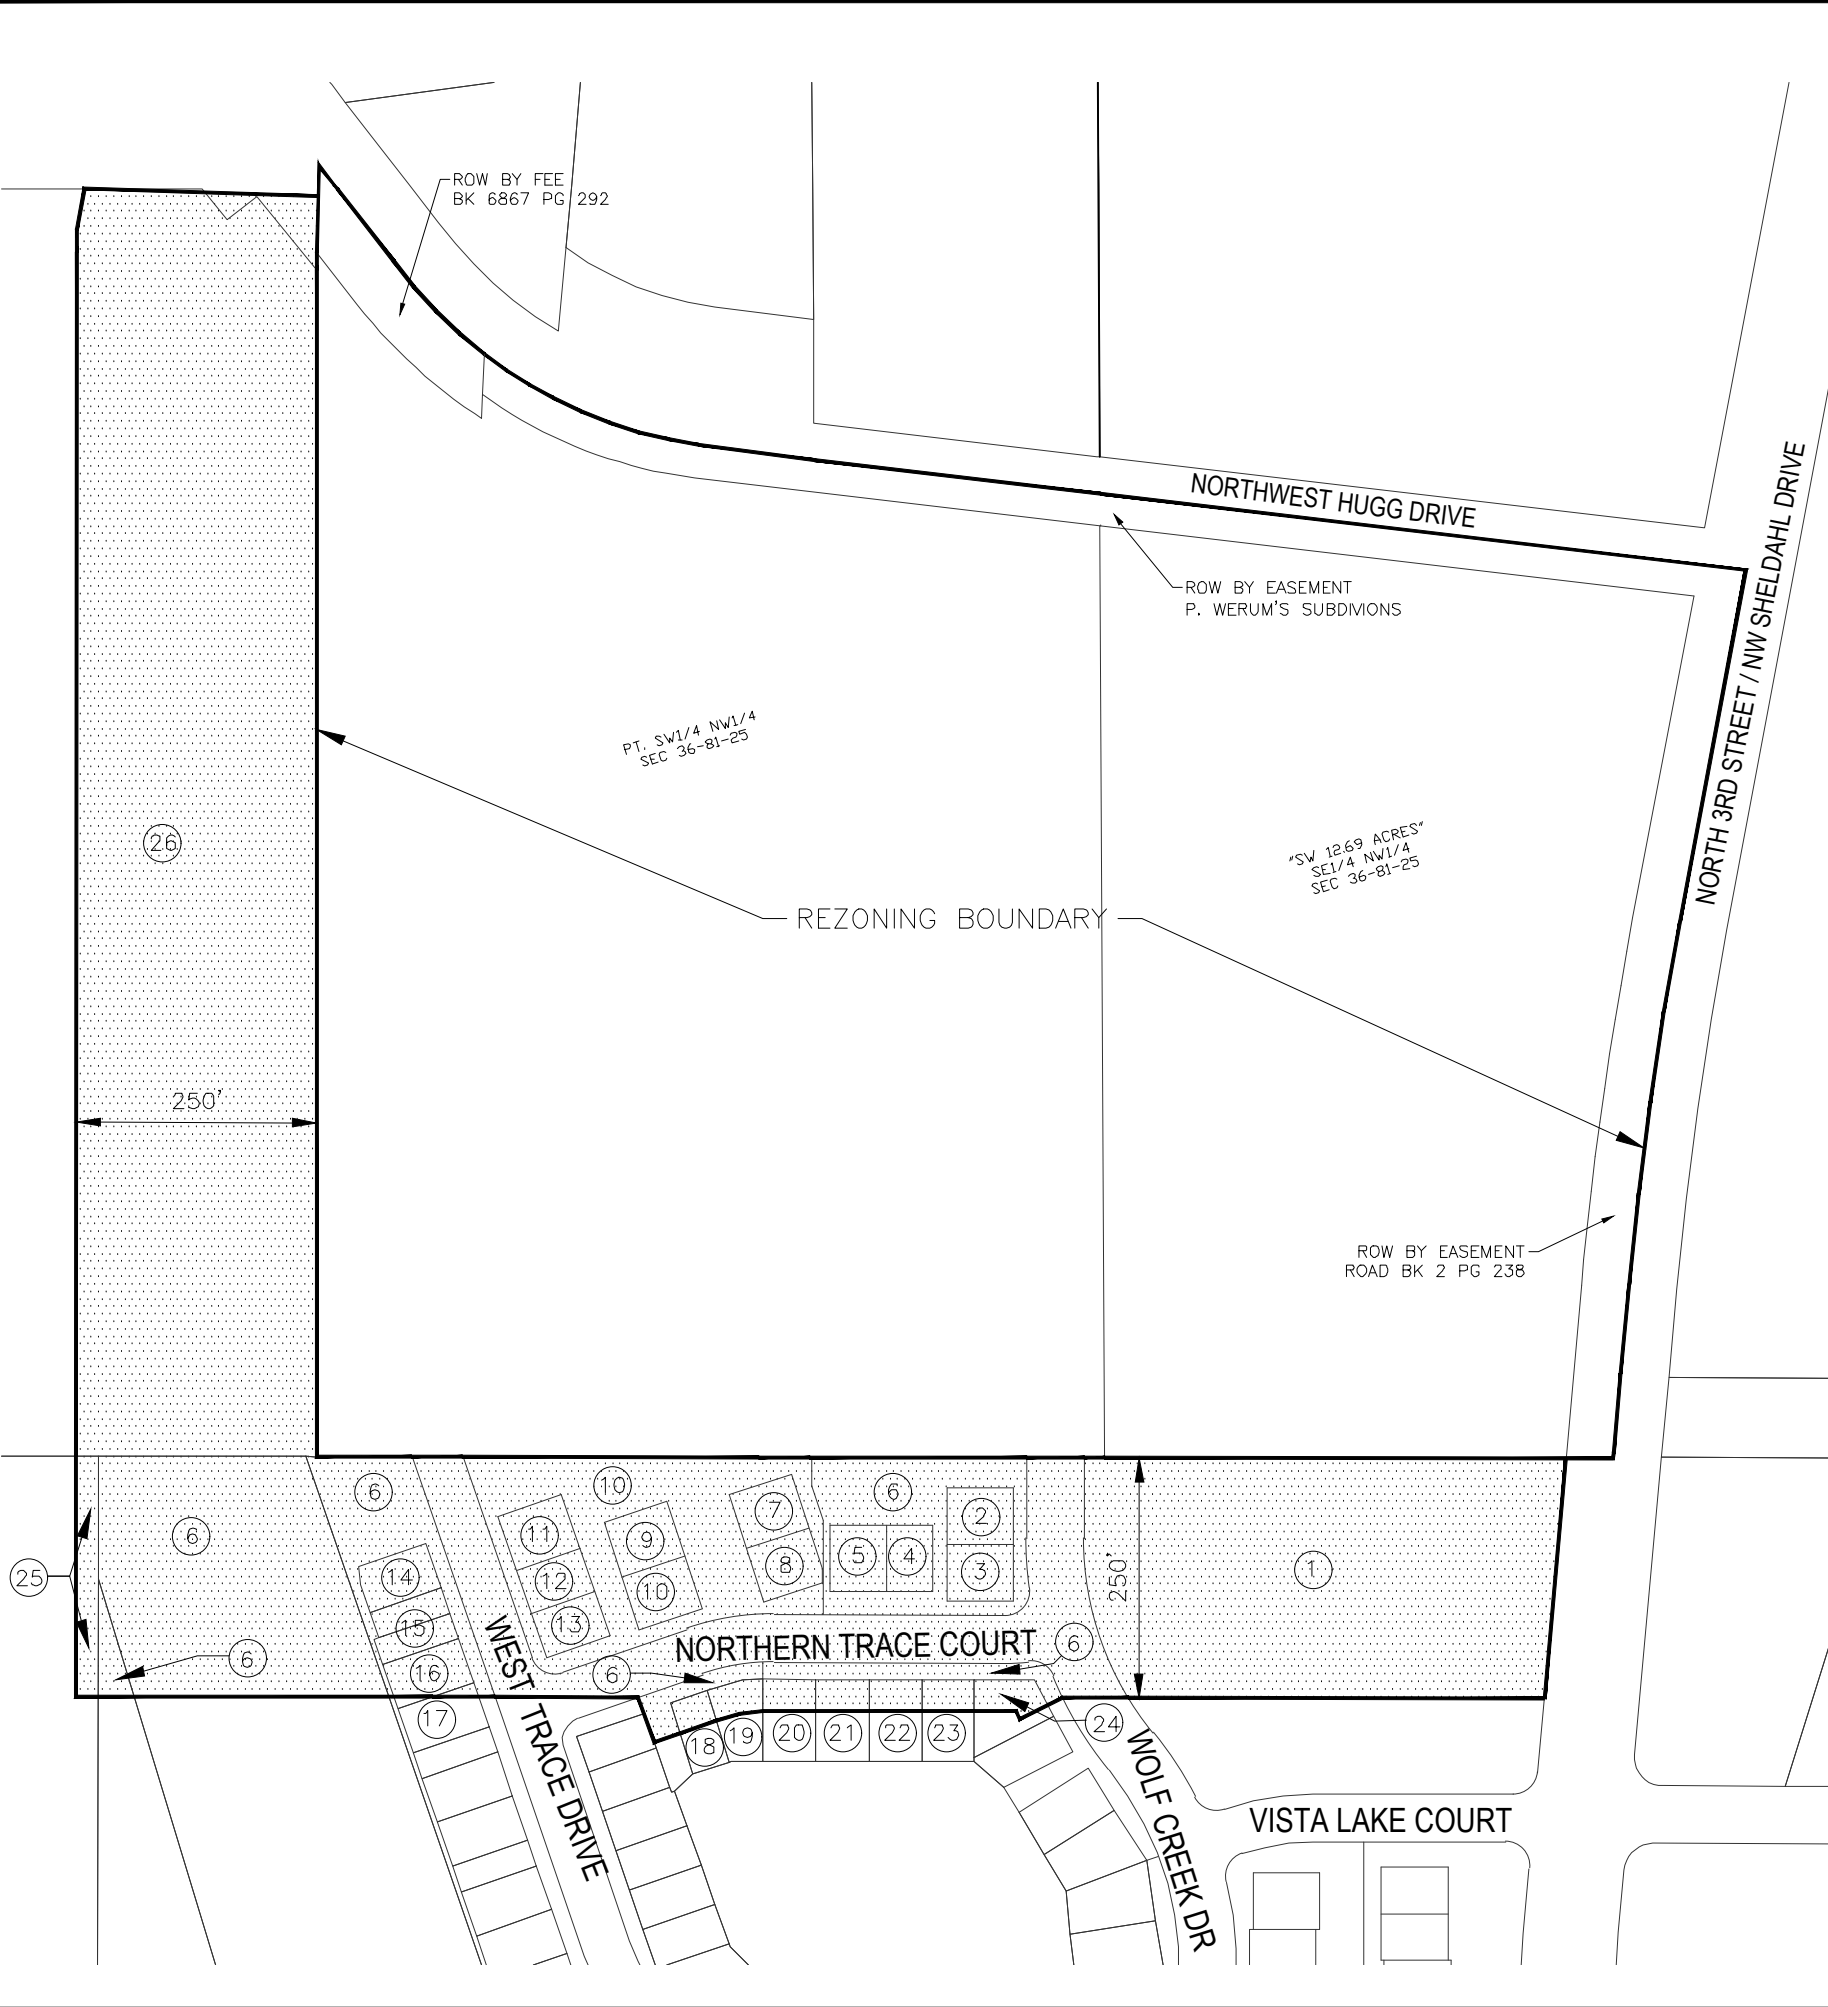 ROW BY FEE
BK 6867 PG 292
NORTHWEST HUGG DRIVE
NORTH 3RD STREET / NW SHELDAHL DRIVE
ROW BY EASEMENT
P. WERUM'S SUBDIVIONS
PT. SW1/4 NW1/4
SEC 36-81-25
"SW 12.69 ACRES"
SE1/4 NW1/4
SEC 36-81-25
26
REZONING BOUNDARY
250'
ROW BY EASEMENT
ROAD BK 2 PG 238
6
10
6
7
2
11
9
6
5
4
8
3
1
250'
25
14
12
10
13
15
6
NORTHERN TRACE COURT
6
16
6
17
18
19
20
21
22
23
24
WEST TRACE DRIVE
WOLF CREEK DR
VISTA LAKE COURT